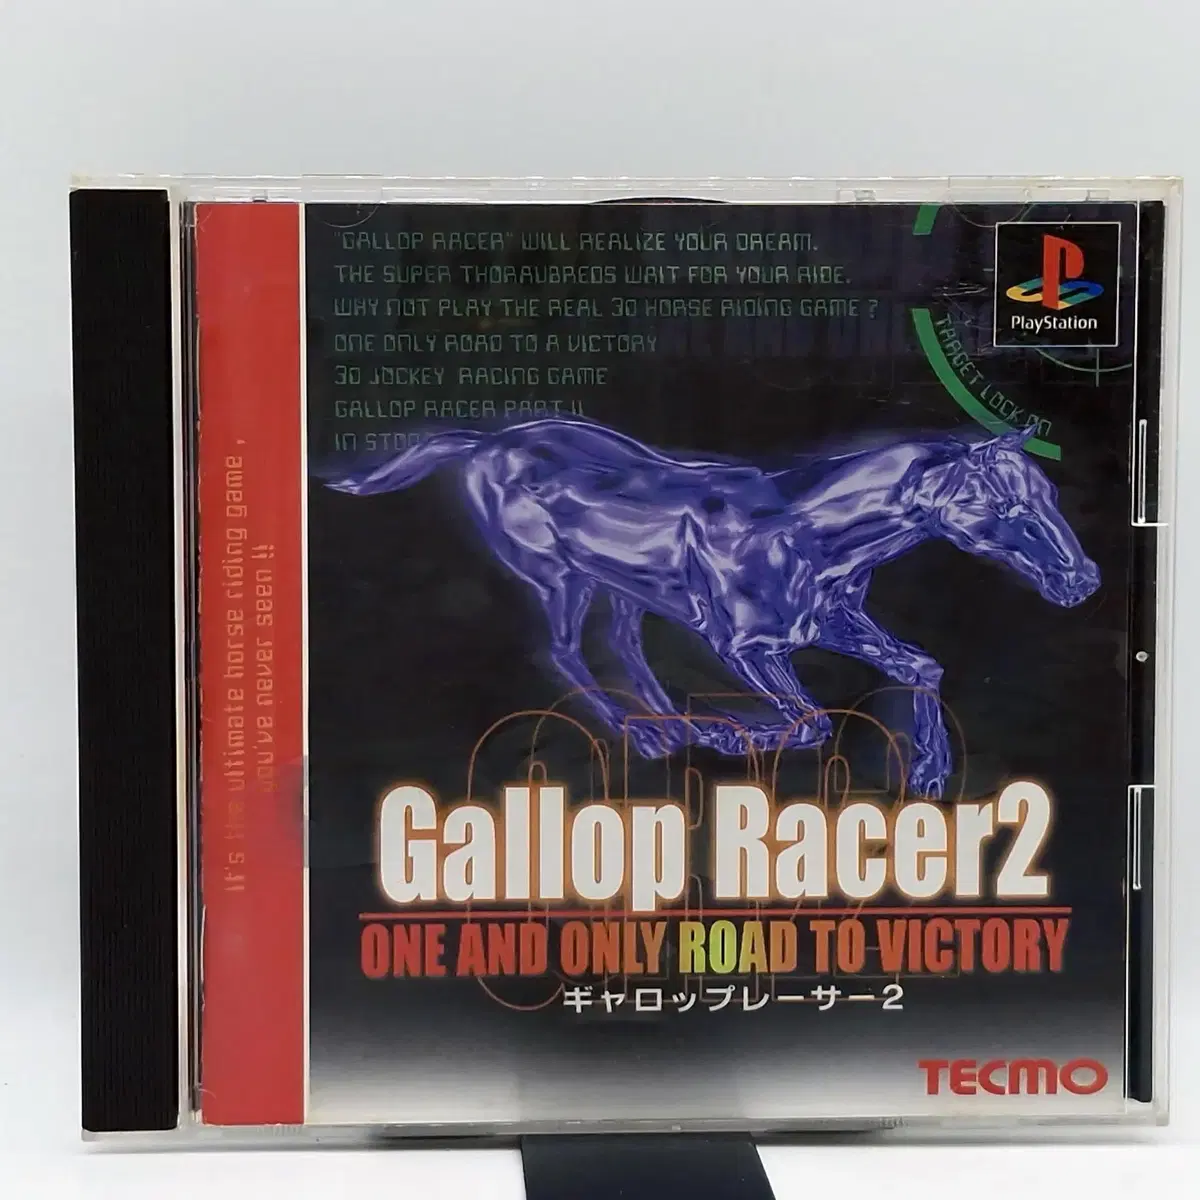 "GALLOP RACER" WILL REALIZE YOUR DREAM.
THE SUPER THORAUBREDS WAIT FOR YOUR RIDE.
WHY NOT PLAY THE REAL 3D HORSE RIDING GAME ?
ONE ONLY ROAD TO A VICTORY
3D JOCKEY RACING GAME
GALLOP RACER PART II
IN
TARGET LOCK ON
PlayStation
It's the ultimate horse riding game,
you've never seen it
GR2
Gallop Racer2
ONE AND ONLY ROAD TO VICTORY
ギャロップレーサー2
TECMO